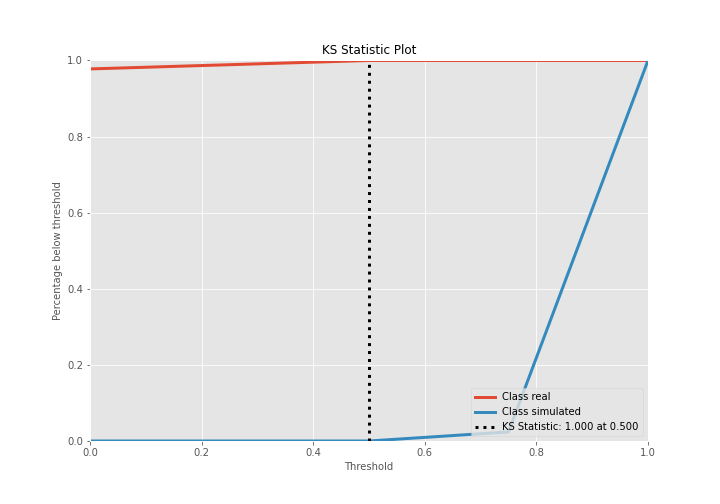 KS Statistic Plot
1.0
0.8
0.6
0.4
0.2
0.0
Percentage below threshold
0.0 0.2 0.4 0.6 0.8 1.0
Threshold
Class real
Class simulated
KS Statistic: 1.000 at 0.500